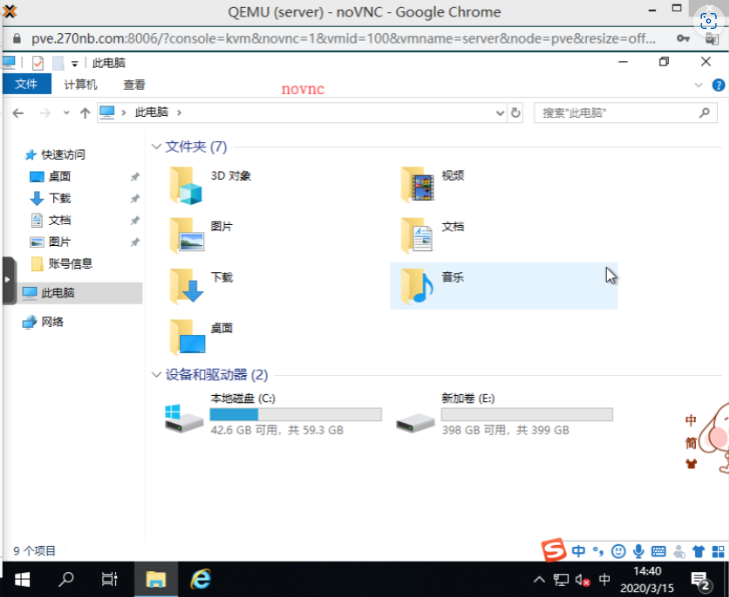 QEMU (server) - noVNC - Google Chrome
pve.270nb.com:8006/?console=kvm&novnc=1&vmid=100&vmname=server&node=pve&resize=off...
此电脑
文件 计算机 查看
novnc
此电脑
搜索"此电脑"
快速访问
桌面
下载
文档
图片
账号信息
此电脑
网络
文件夹 (7)
3D 对象
视频
图片
文档
下载
音乐
桌面
设备和驱动器 (2)
本地磁盘 (C:)
42.6 GB 可用，共 59.3 GB
新加卷 (E:)
398 GB 可用，共 399 GB
中
简
9 个项目
中
中
14:40
2020/3/15
2